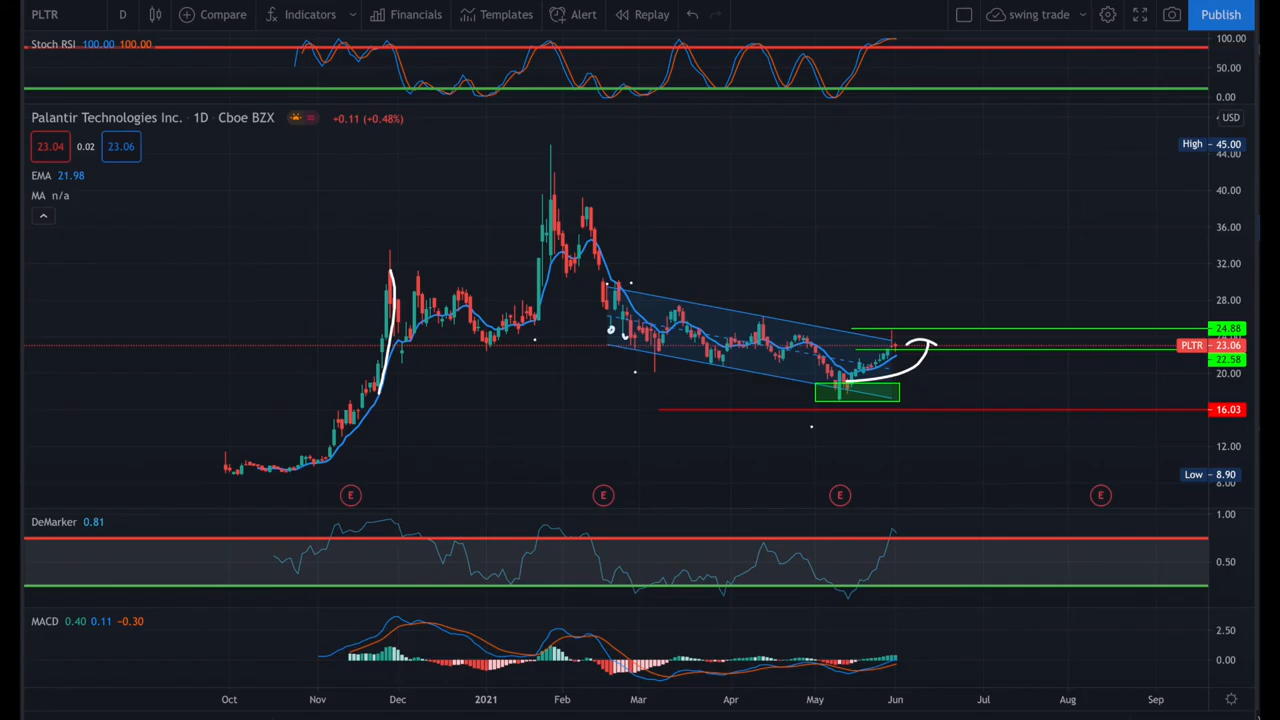 PLTR D Compare Indicators Financials Templates Alert Replay swing trade Publish
Stoch RSI 100.00 100.00
100.00
50.00
0.00
Palantir Technologies Inc. · 1D · Cboe BZX +0.11 (+0.48%)
USD
23.04 0.02 23.06
High 45.00
44.00
EMA 21.98
MA n/a
40.00
36.00
32.00
28.00
24.88
PLTR 23.06
22.58
20.00
16.03
12.00
Low 8.90
8.00
E E E E
DeMarker 0.81
1.00
0.50
MACD 0.40 0.11 −0.30
2.50
0.00
Oct Nov Dec 2021 Feb Mar Apr May Jun Jul Aug Sep